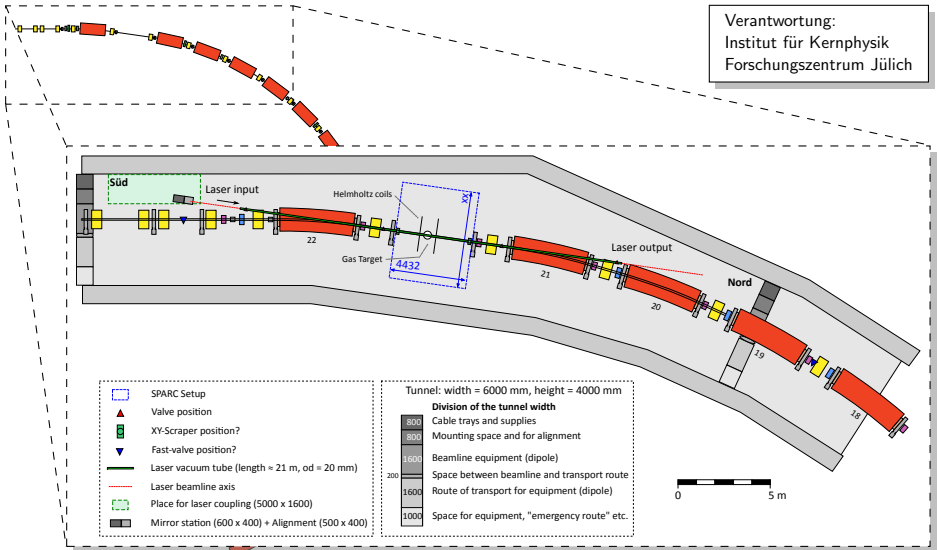 Verantwortung:
Institut für Kernphysik
Forschungszentrum Jülich
Süd
Laser input
Helmholtz coils
xx
Gas Target
4432
22
21
Laser output
20
Nord
19
18
SPARC Setup
Valve position
XY-Scraper position?
Fast-valve position?
Laser vacuum tube (length ≈ 21 m, od = 20 mm)
Laser beamline axis
Place for laser coupling (5000 x 1600)
Mirror station (600 x 400) + Alignment (500 x 400)
Tunnel: width = 6000 mm, height = 4000 mm
Division of the tunnel width
800 Cable trays and supplies
800 Mounting space and for alignment
1600 Beamline equipment (dipole)
200 Space between beamline and transport route
1600 Route of transport for equipment (dipole)
1000 Space for equipment, "emergency route" etc.
0 5 m